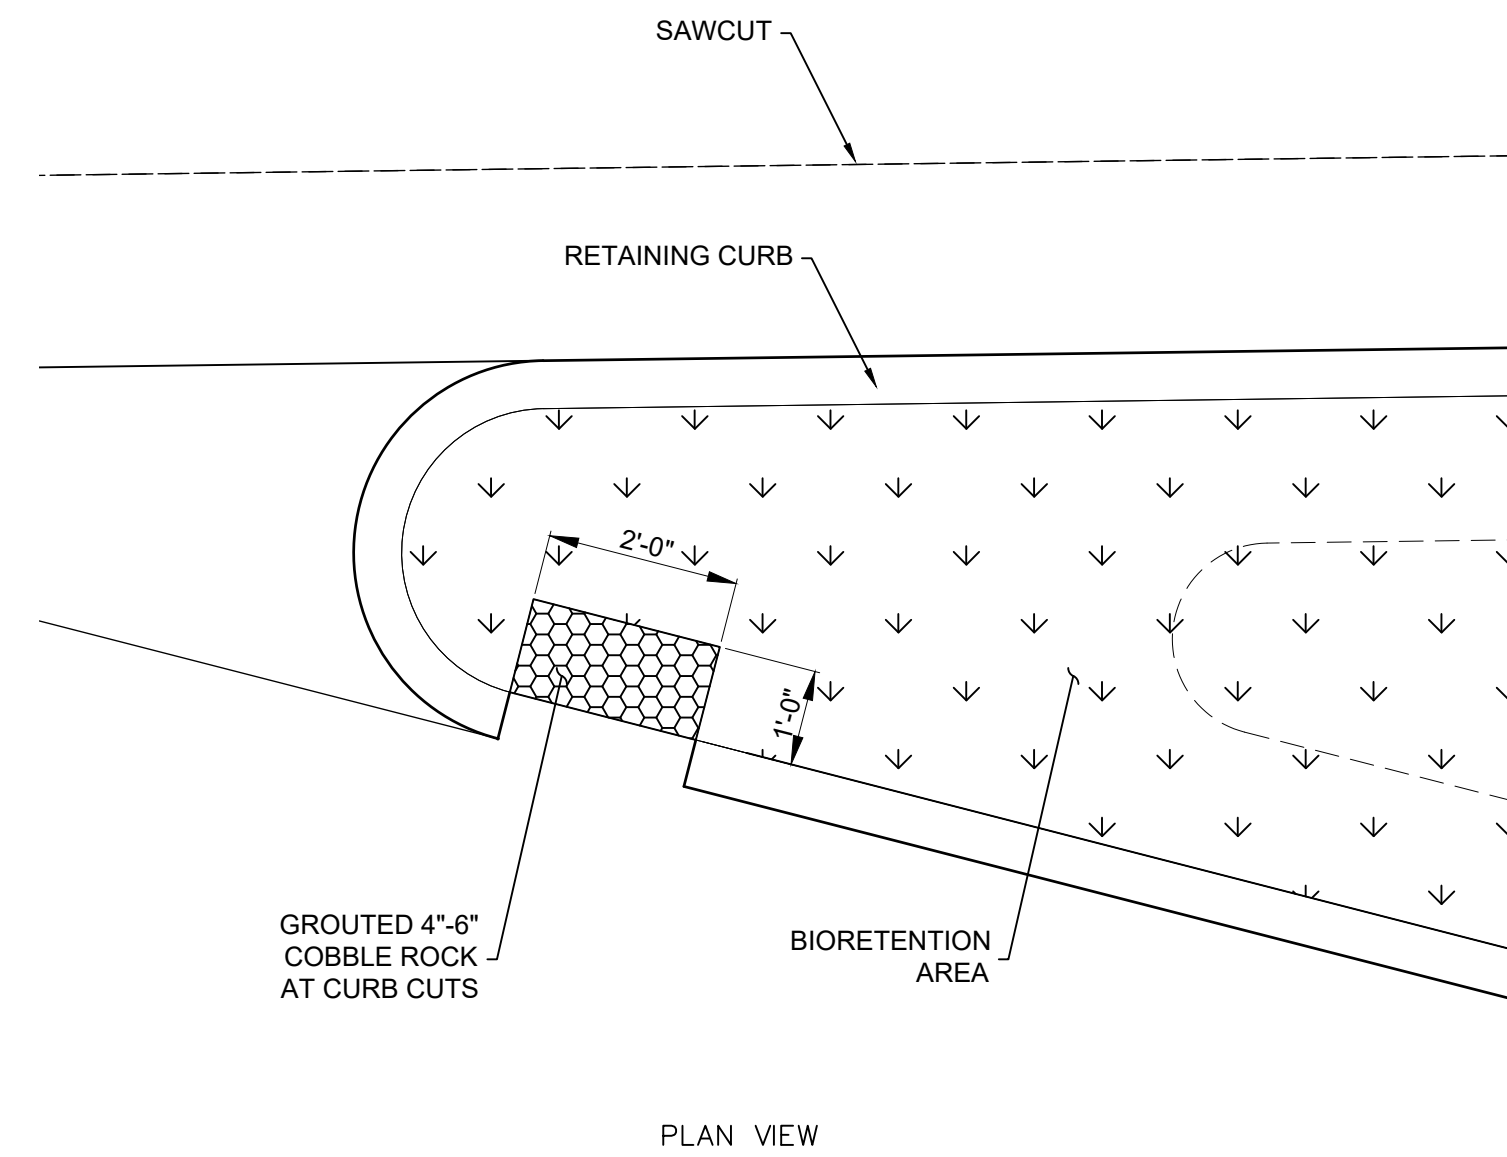 SAWCUT
RETAINING CURB
2'-0"
1'-0"
GROUTED 4"-6"
COBBLE ROCK
AT CURB CUTS
BIORETENTION
AREA
PLAN VIEW